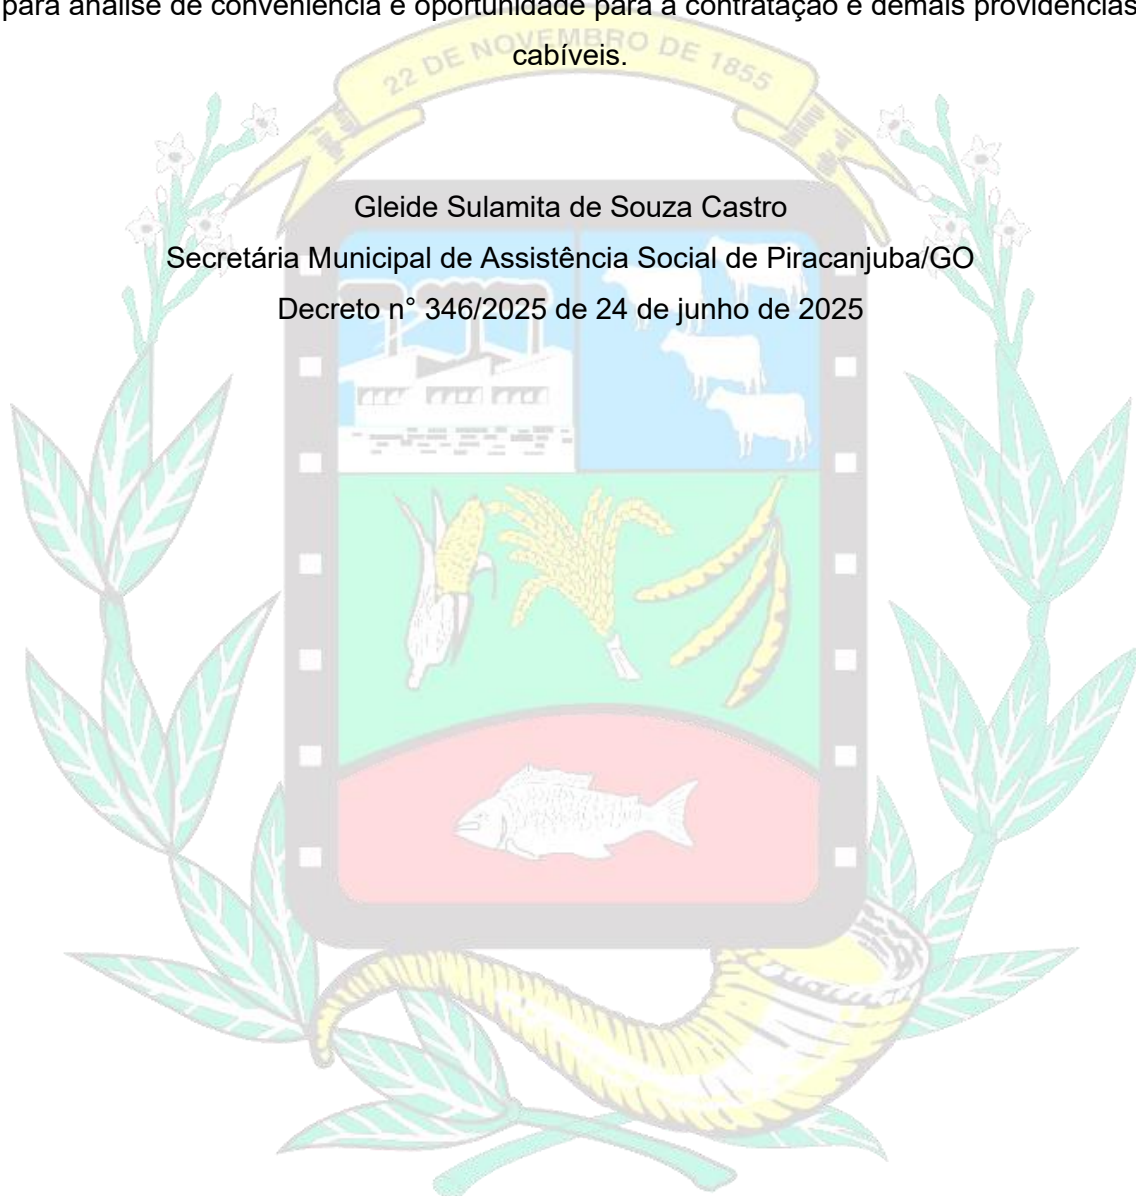 para análise de conveniência e oportunidade para a contratação e demais providências
cabíveis.
22 DE NOVEMBRO DE 1855
Gleide Sulamita de Souza Castro
Secretária Municipal de Assistência Social de Piracanjuba/GO
Decreto n° 346/2025 de 24 de junho de 2025